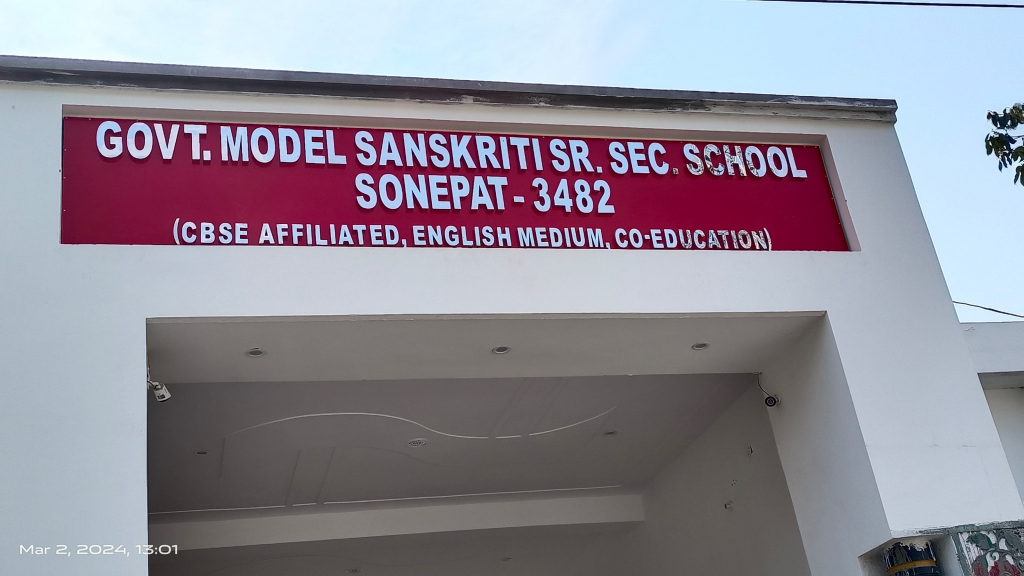 GOVT. MODEL SANSKRITI SR. SEC. SCHOOL
SONEPAT - 3482
(CBSE AFFILIATED, ENGLISH MEDIUM, CO-EDUCATION)
Mar 2, 2024, 13:01